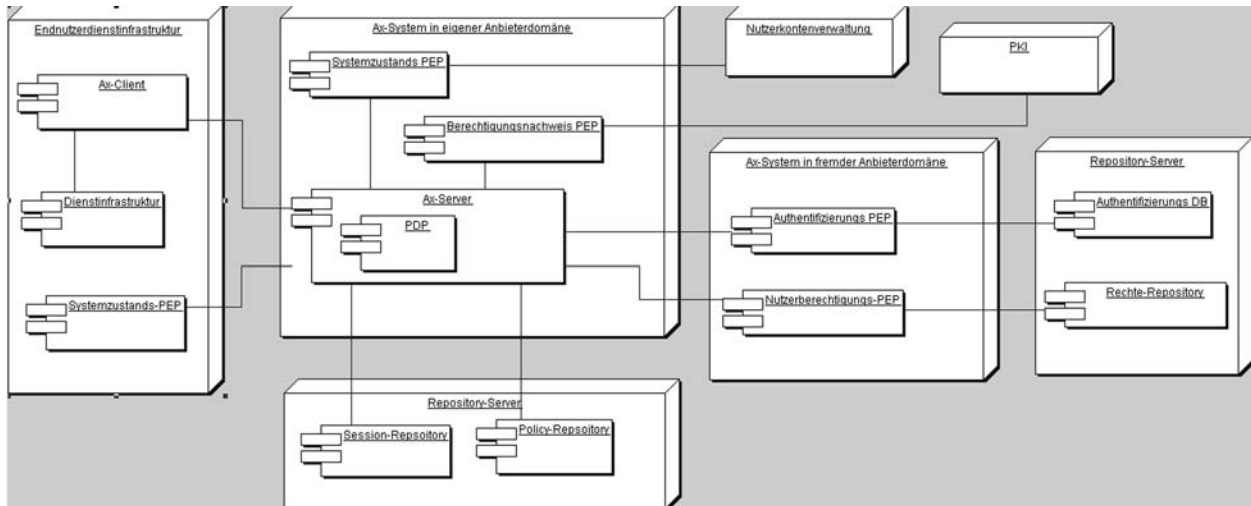 Endnutzerdienstinfrastruktur
Ax-Client
Dienstinfrastruktur
Systemzustands-PEP
Ax-System in eigener Anbieterdomäne
Systemzustands PEP
Berechtigungsnachweis PEP
Ax-Server
PDP
Nutzerkontenverwaltung
PKI
Ax-System in fremder Anbieterdomäne
Authentifizierungs PEP
Nutzerberechtigungs-PEP
Repository-Server
Authentifizierungs DB
Rechte-Repository
Repository-Server
Session-Repsoitory
Policy-Repsoitory